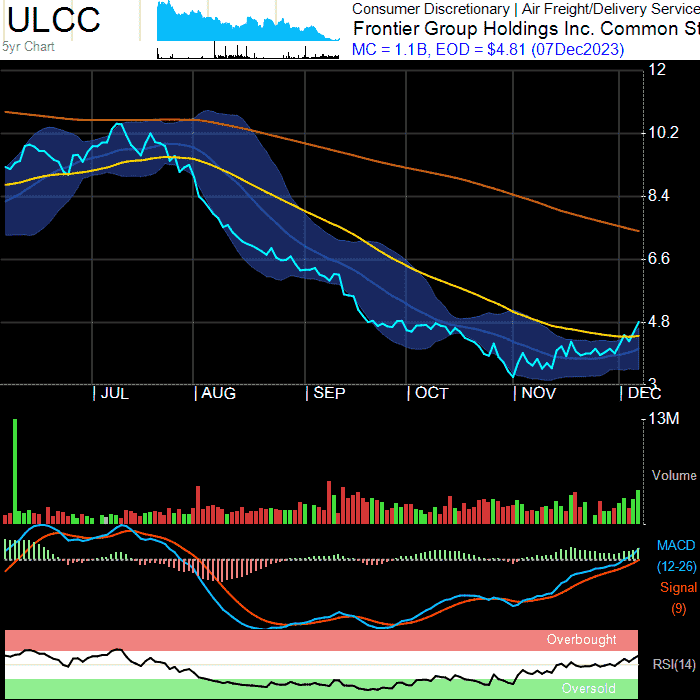 ULCC
5yr Chart
Consumer Discretionary | Air Freight/Delivery Service
Frontier Group Holdings Inc. Common St
MC = 1.1B, EOD = $4.81 (07Dec2023)
12
10.2
8.4
6.6
4.8
3
JUL AUG SEP OCT NOV DEC
13M
Volume
MACD
(12-26)
Signal
(9)
Overbought
RSI(14)
Oversold